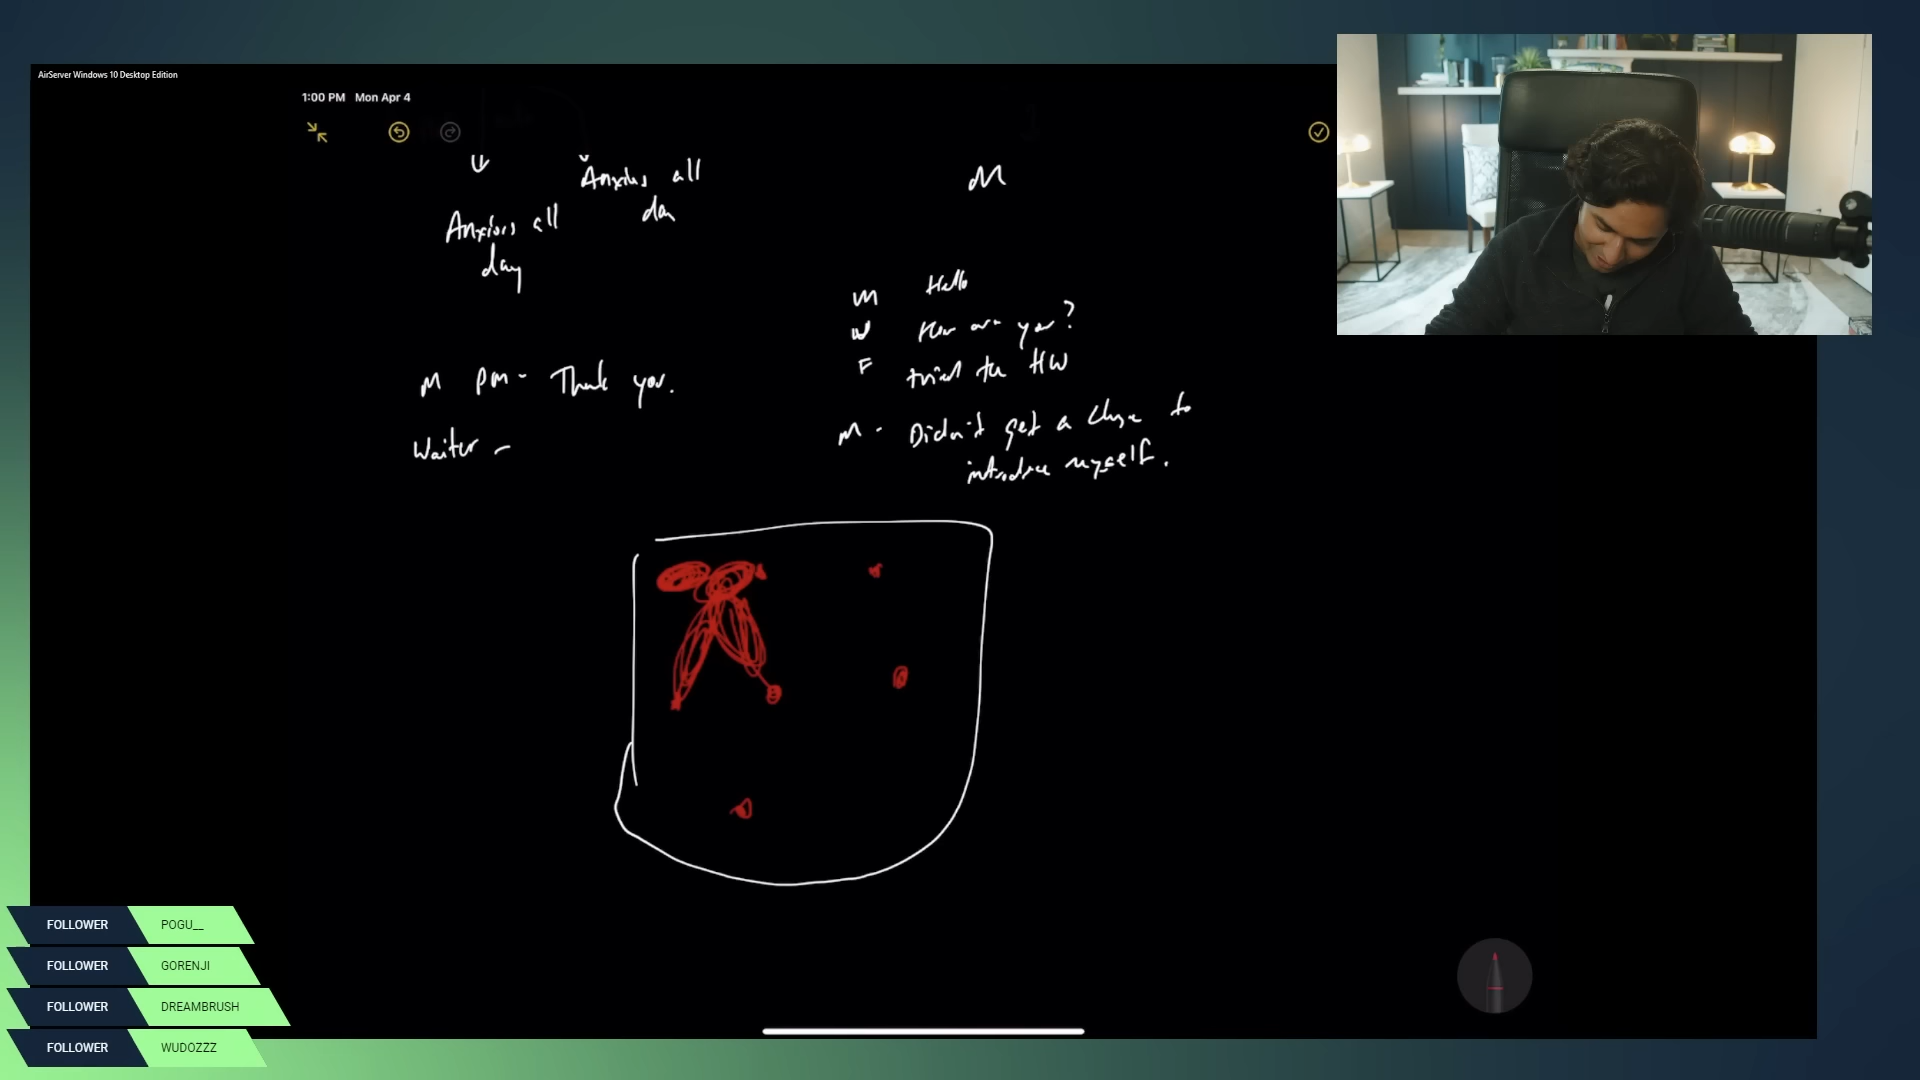 AirServer Windows 10 Desktop Edition
1:00 PM Mon Apr 4
Anxious all
day
Anxious all
day
M
M Hello
W How are you?
F tried the HW
M - Didn't get a chance to
introduce myself.
M pm - Thank you.
Waiter -
FOLLOWER POGU__
FOLLOWER GORENJI
FOLLOWER DREAMBRUSH
FOLLOWER WUDOZZZ